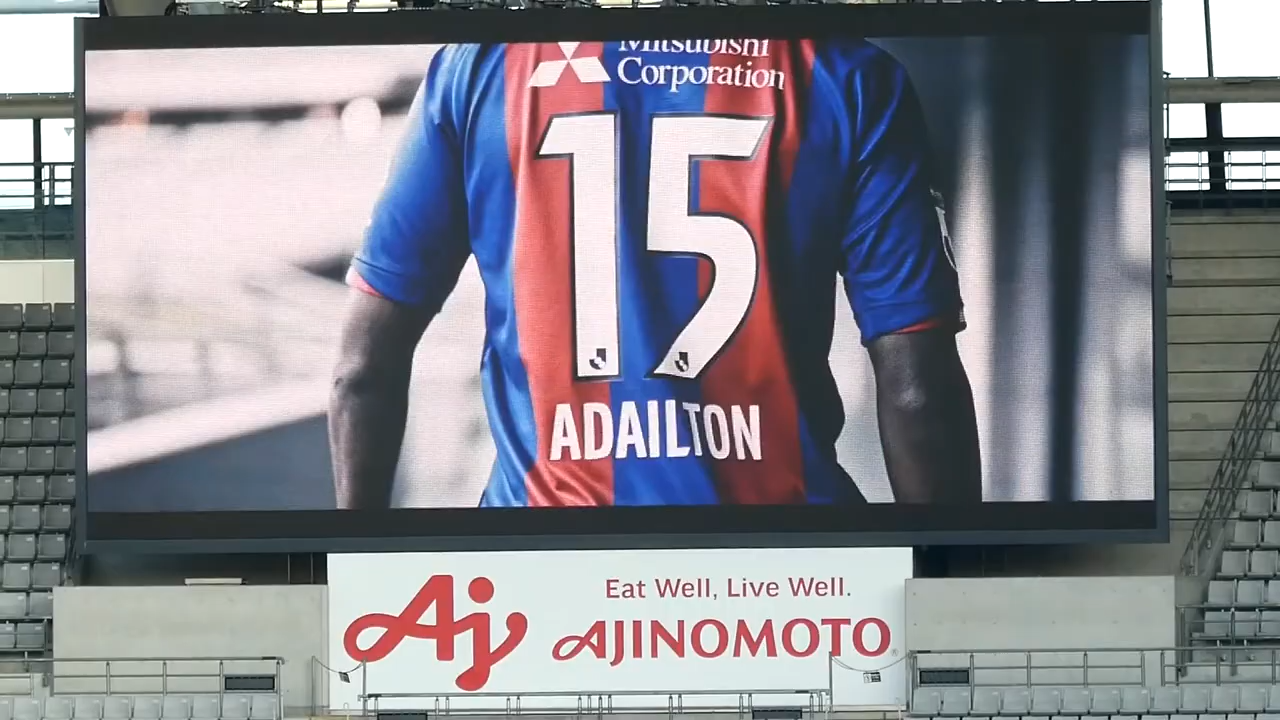 Mitsubishi
Corporation
15
ADAILTON
Eat Well, Live Well.
Aj
AJINOMOTO